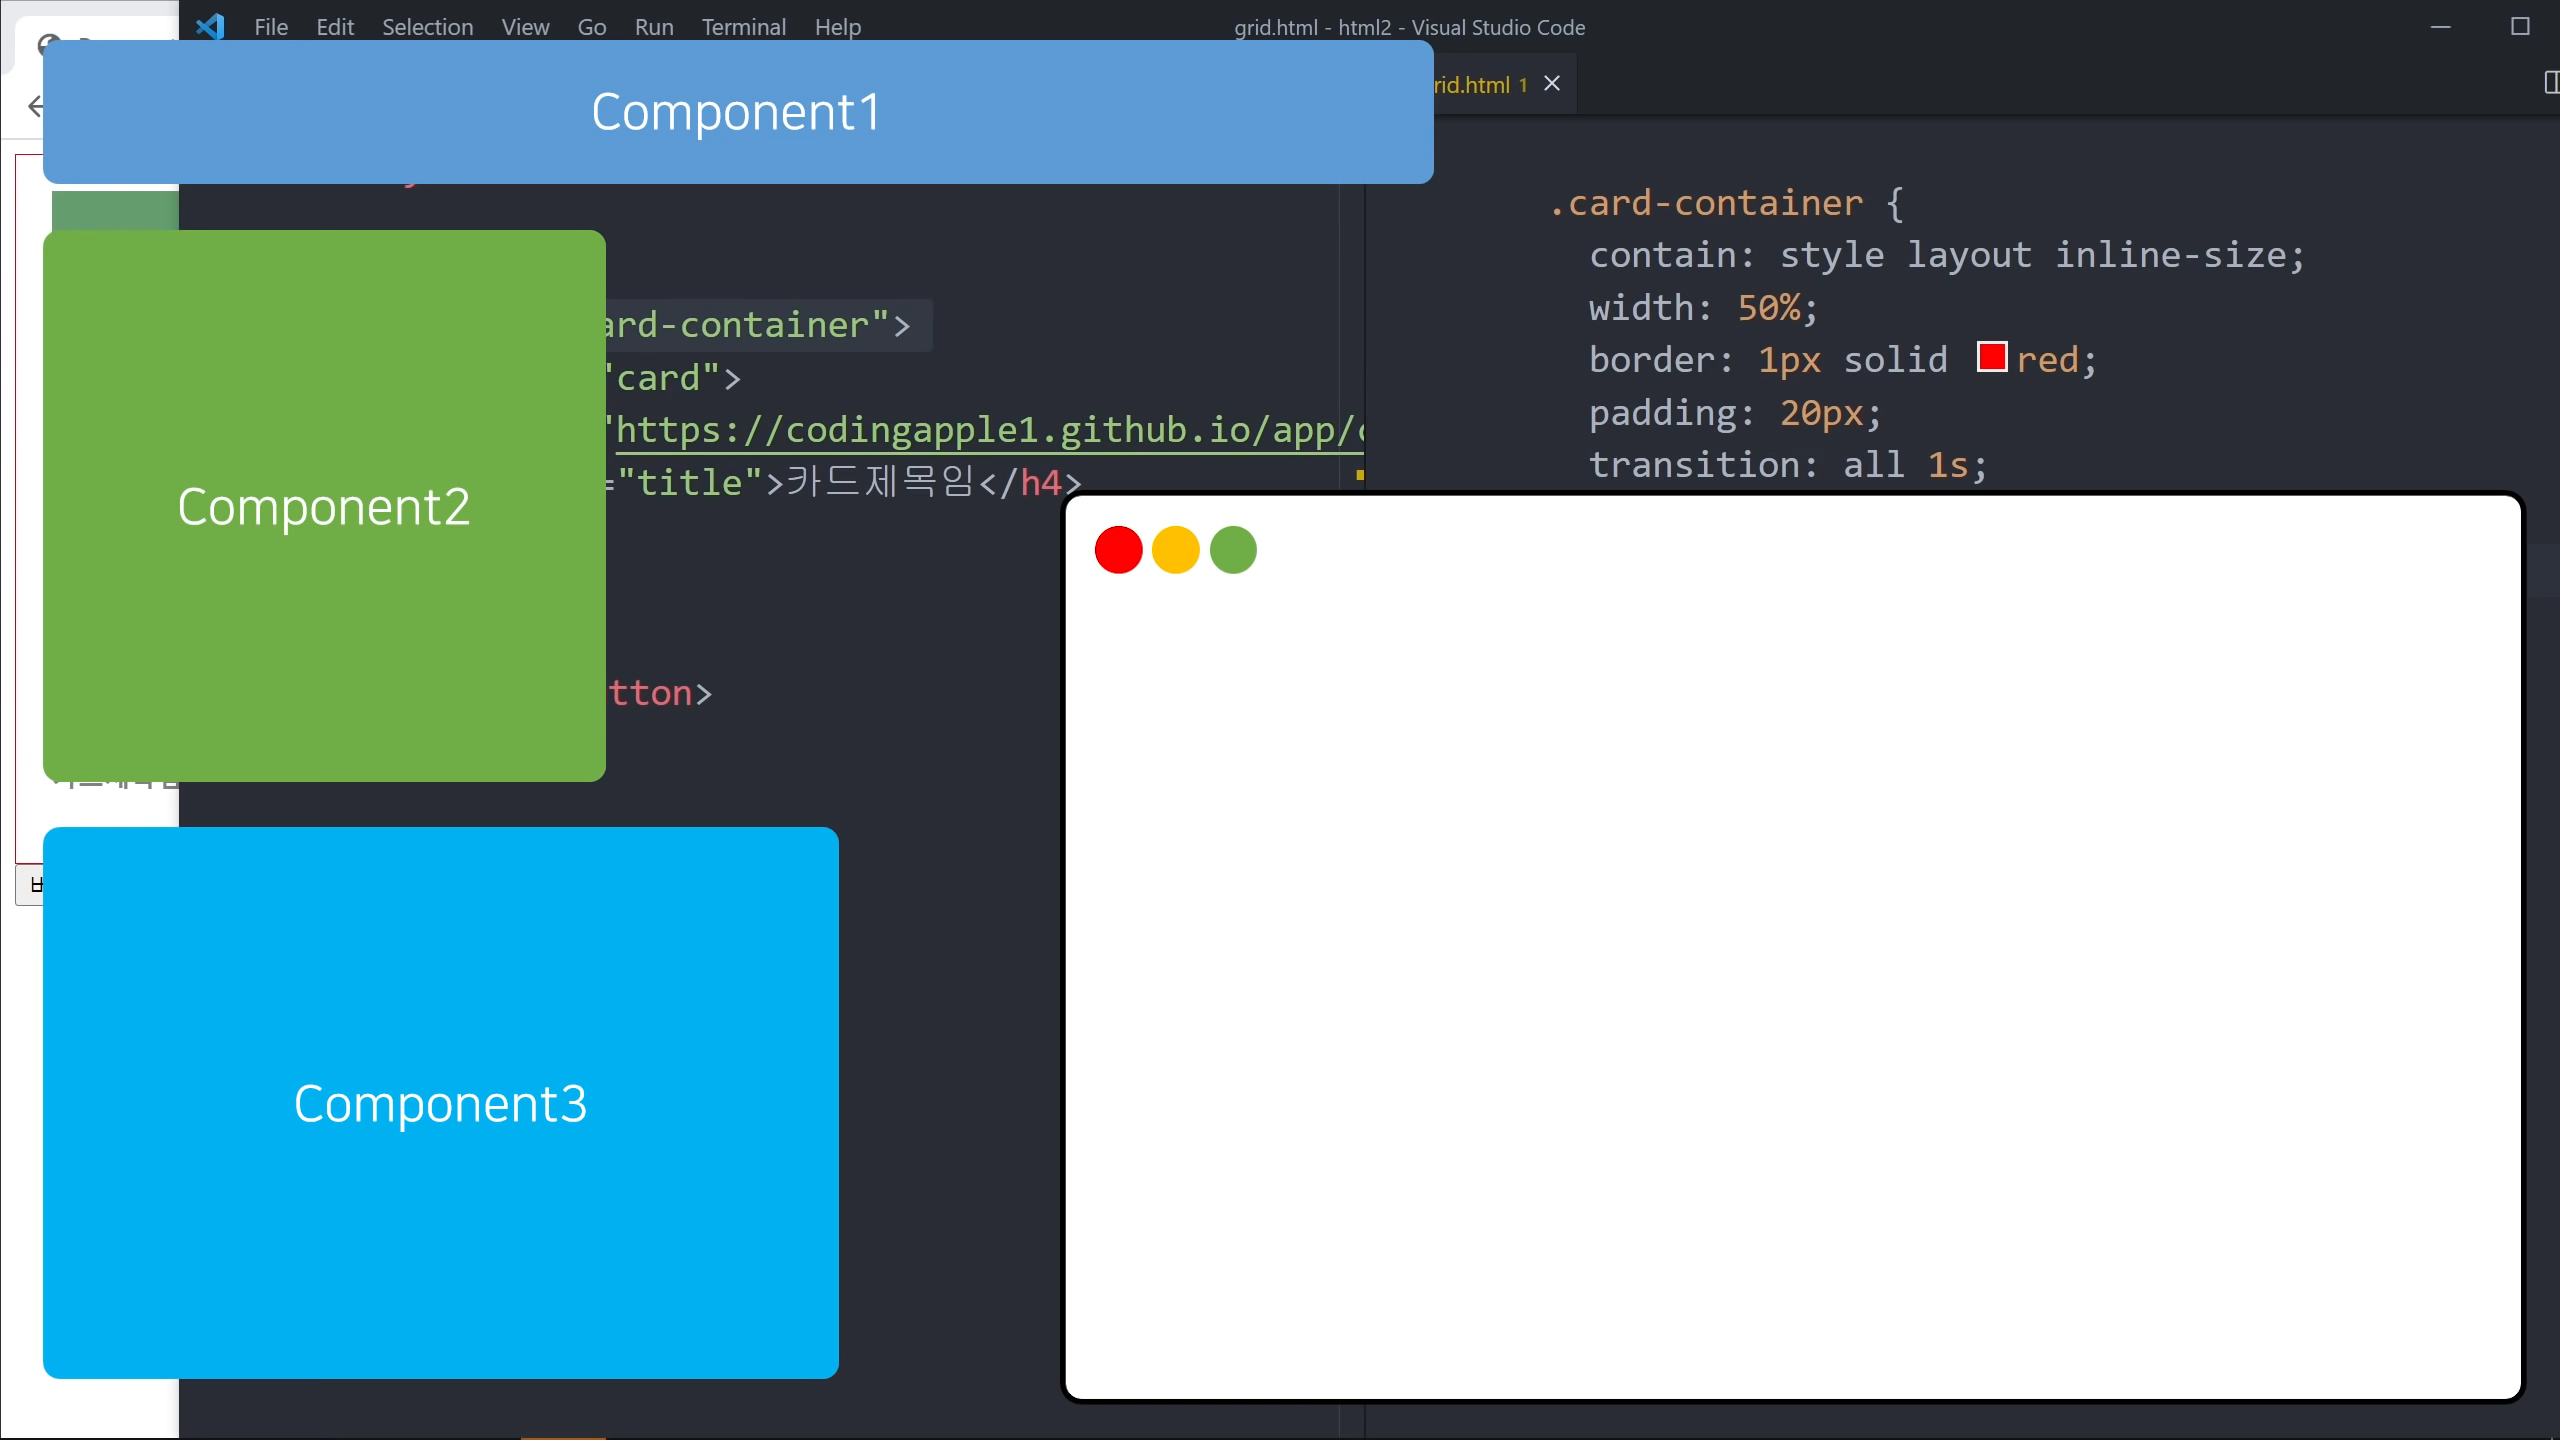 File Edit Selection View Go Run Terminal Help
grid.html - html2 - Visual Studio Code
rid.html 1
Component1
.card-container {
contain: style layout inline-size;
width: 50%;
border: 1px solid red;
padding: 20px;
transition: all 1s;
ard-container">
"card">
"https://codingapple1.github.io/app/
="title">카드제목임</h4>
tton>
Component2
Component3